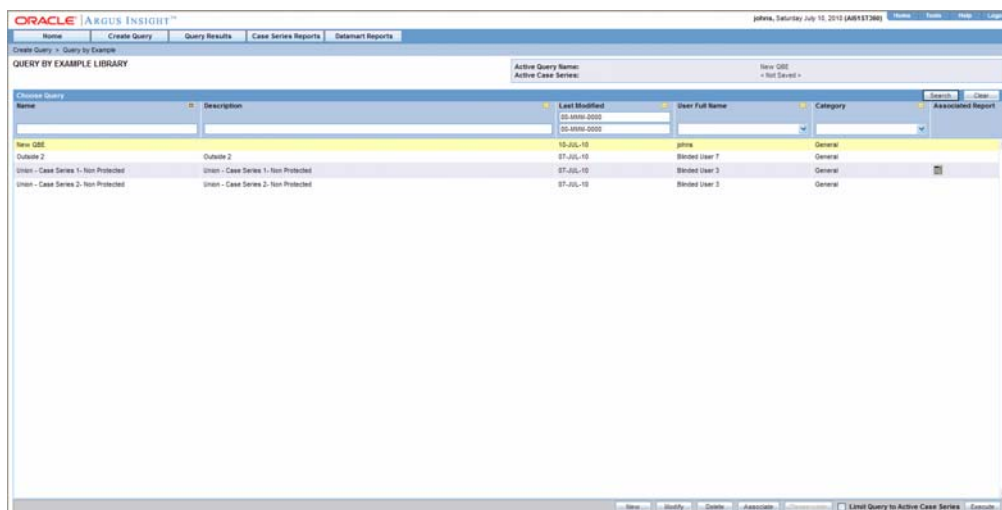 ORACLE ARGUS INSIGHT™
johns, Saturday July 10, 2010 (AI51ST360) Home Tools Help
Home Create Query Query Results Case Series Reports Datamart Reports
Create Query > Query by Example
QUERY BY EXAMPLE LIBRARY
Active Query Name: New QBE
Active Case Series: < Not Saved >
Choose Query Search Clear
Name Description Last Modified User Full Name Category Associated Report
00-MMM-0000
00-MMM-0000
New QBE 10-JUL-10 johns General
Outside 2 Outside 2 07-JUL-10 Blinded User 7 General
Union - Case Series 1- Non Protected Union - Case Series 1- Non Protected 07-JUL-10 Blinded User 3 General
Union - Case Series 2- Non Protected Union - Case Series 2- Non Protected 07-JUL-10 Blinded User 3 General
New Modify Delete Associate Limit Query to Active Case Series Execute